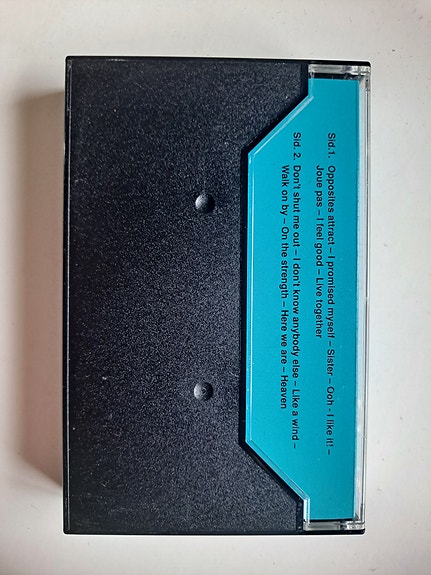 Sid.1. Opposites attract – I promised myself – Sister – Ooh - I like it! –
Joue pas – I feel good – Live together
Sid. 2. Don't shut me out – I don't know anybody else – Like a wind –
Walk on by – On the strength – Here we are – Heaven